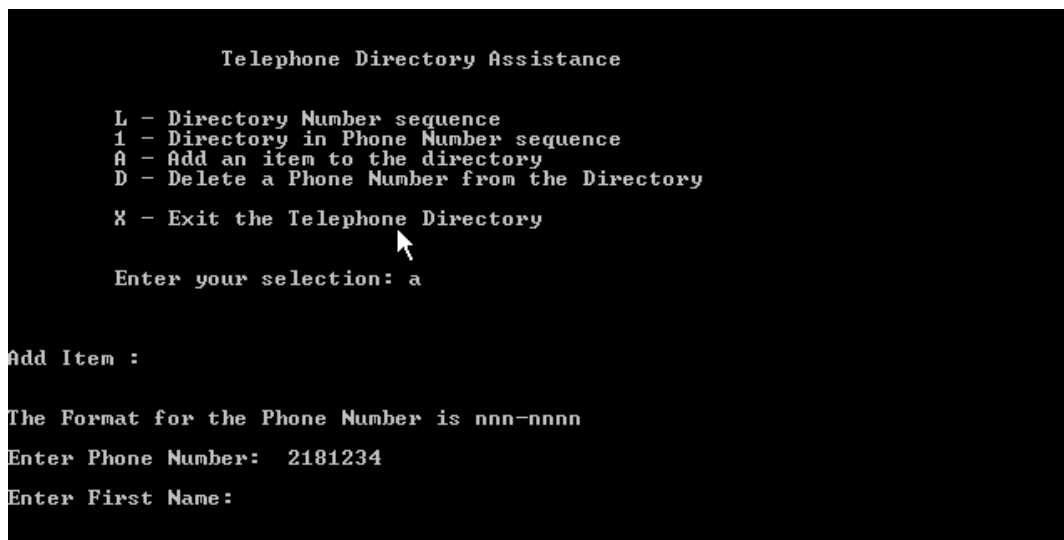 Telephone Directory Assistance
L - Directory Number sequence
1 - Directory in Phone Number sequence
A - Add an item to the directory
D - Delete a Phone Number from the Directory
X - Exit the Telephone Directory
Enter your selection: a
Add Item :
The Format for the Phone Number is nnn-nnnn
Enter Phone Number:  2181234
Enter First Name: